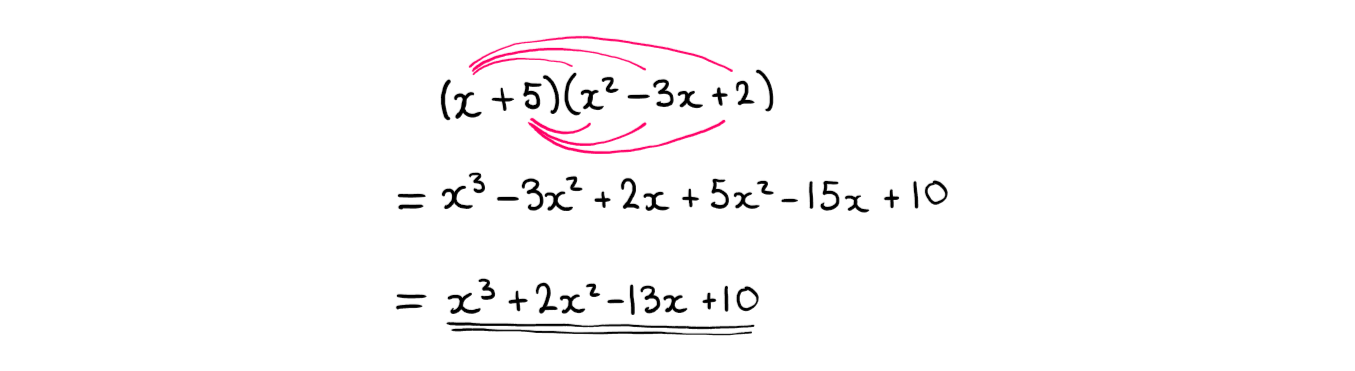 (x + 5)(x² - 3x + 2)
= x³ - 3x² + 2x + 5x² - 15x + 10
= x³ + 2x² - 13x + 10